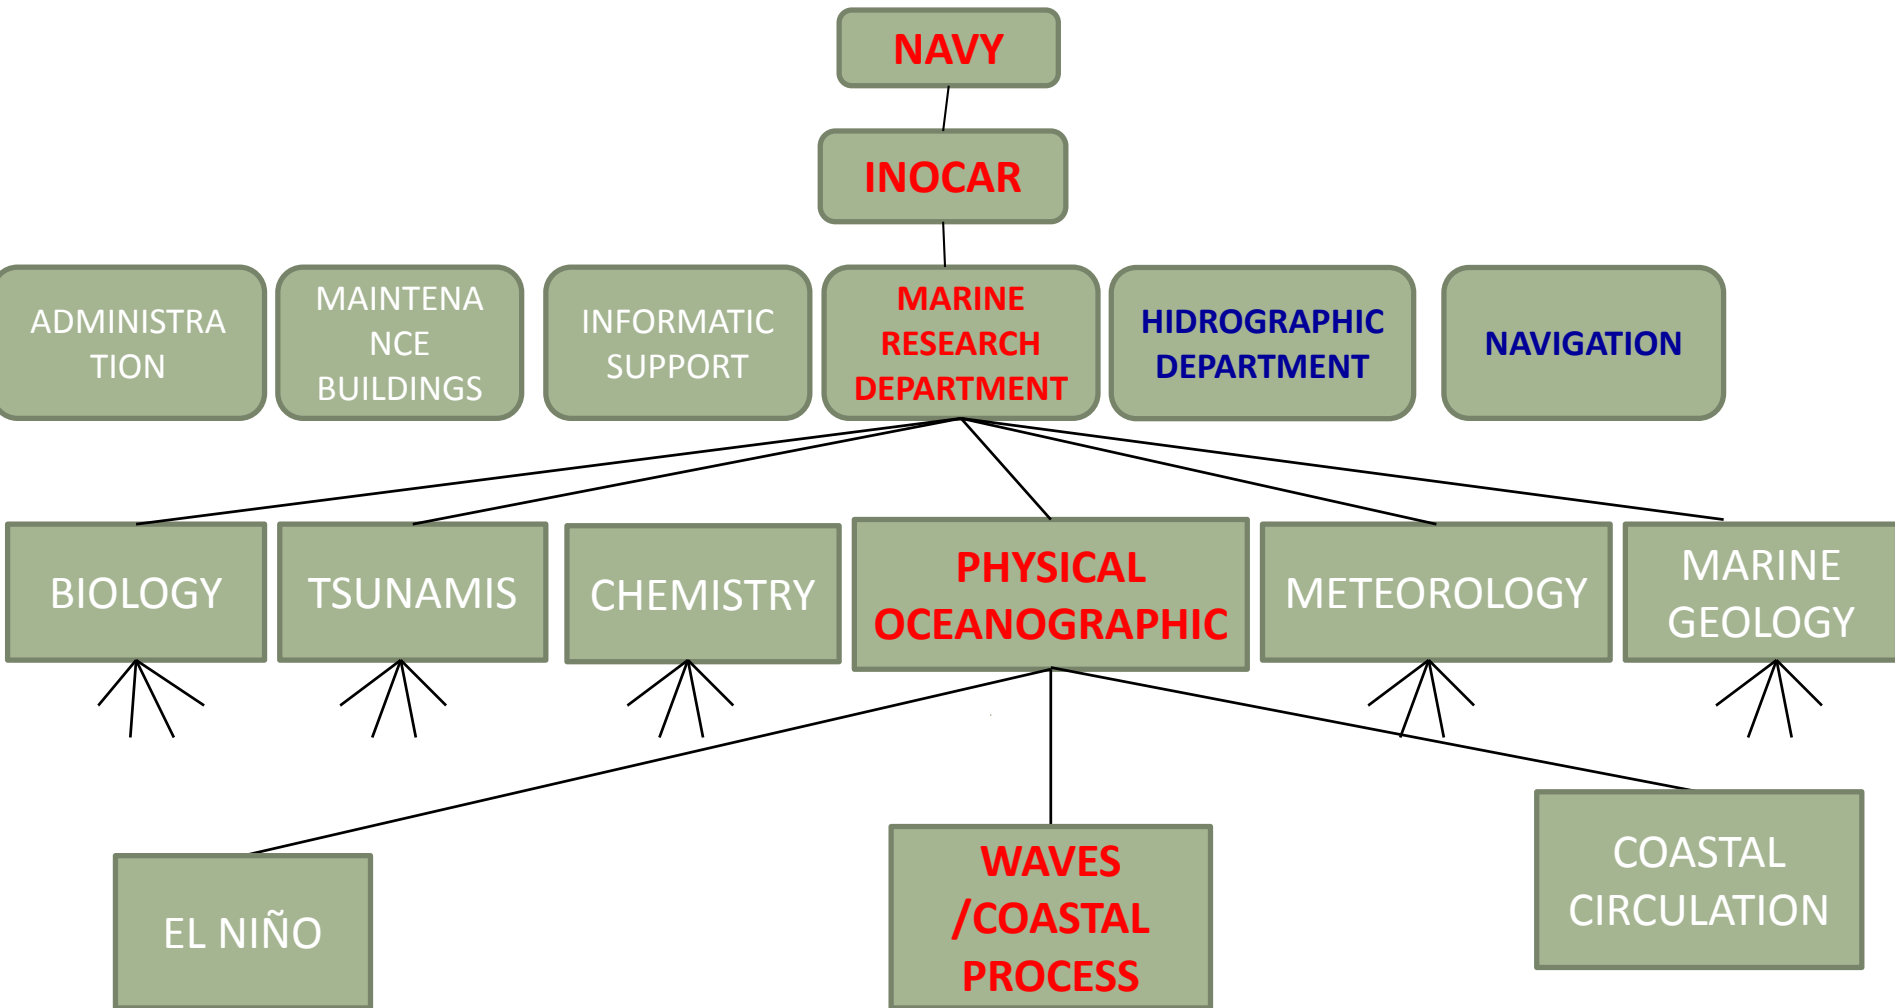 NAVY
INOCAR
ADMINISTRA
TION
MAINTENA
NCE
BUILDINGS
INFORMATIC
SUPPORT
MARINE
RESEARCH
DEPARTMENT
HIDROGRAPHIC
DEPARTMENT
NAVIGATION
BIOLOGY
TSUNAMIS
CHEMISTRY
PHYSICAL
OCEANOGRAPHIC
METEOROLOGY
MARINE
GEOLOGY
EL NIÑO
WAVES
/COASTAL
PROCESS
COASTAL
CIRCULATION